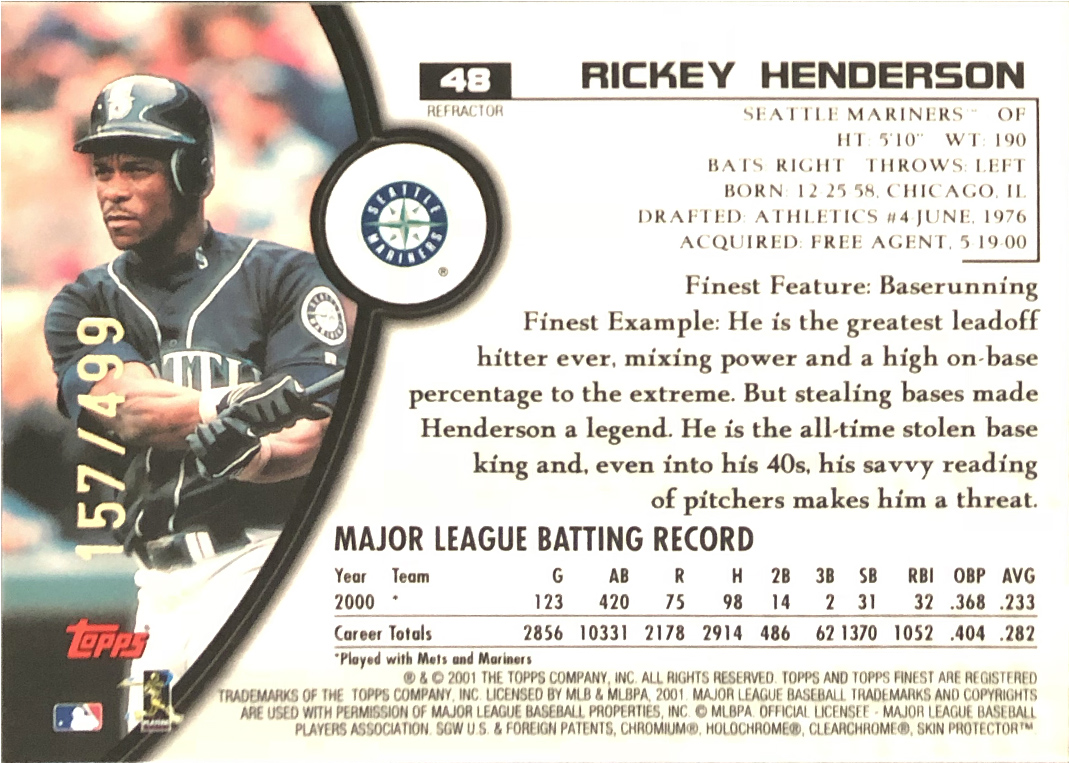 48 RICKEY HENDERSON
REFRACTOR
SEATTLE MARINERS™ OF
HT: 5'10" WT: 190
BATS: RIGHT THROWS: LEFT
BORN: 12 25 58, CHICAGO, IL
DRAFTED: ATHLETICS #4-JUNE, 1976
ACQUIRED: FREE AGENT, 5-19-00
SEATTLE MARINERS ®
Finest Feature: Baserunning
Finest Example: He is the greatest leadoff
hitter ever, mixing power and a high on-base
percentage to the extreme. But stealing bases made
Henderson a legend. He is the all-time stolen base
king and, even into his 40s, his savvy reading
of pitchers makes him a threat.
157/499
MAJOR LEAGUE BATTING RECORD
Year Team G AB R H 2B 3B SB RBI OBP AVG
2000 * 123 420 75 98 14 2 31 32 .368 .233
Career Totals 2856 10331 2178 2914 486 62 1370 1052 .404 .282
*Played with Mets and Mariners
Topps
® & © 2001 THE TOPPS COMPANY, INC. ALL RIGHTS RESERVED. TOPPS AND TOPPS FINEST ARE REGISTERED
TRADEMARKS OF THE TOPPS COMPANY, INC. LICENSED BY MLB & MLBPA, 2001. MAJOR LEAGUE BASEBALL TRADEMARKS AND COPYRIGHTS
ARE USED WITH PERMISSION OF MAJOR LEAGUE BASEBALL PROPERTIES, INC. © MLBPA. OFFICIAL LICENSEE - MAJOR LEAGUE BASEBALL
PLAYERS ASSOCIATION. SGW U.S. & FOREIGN PATENTS, CHROMIUM®, HOLOCHROME®, CLEARCHROME®, SKIN PROTECTOR™